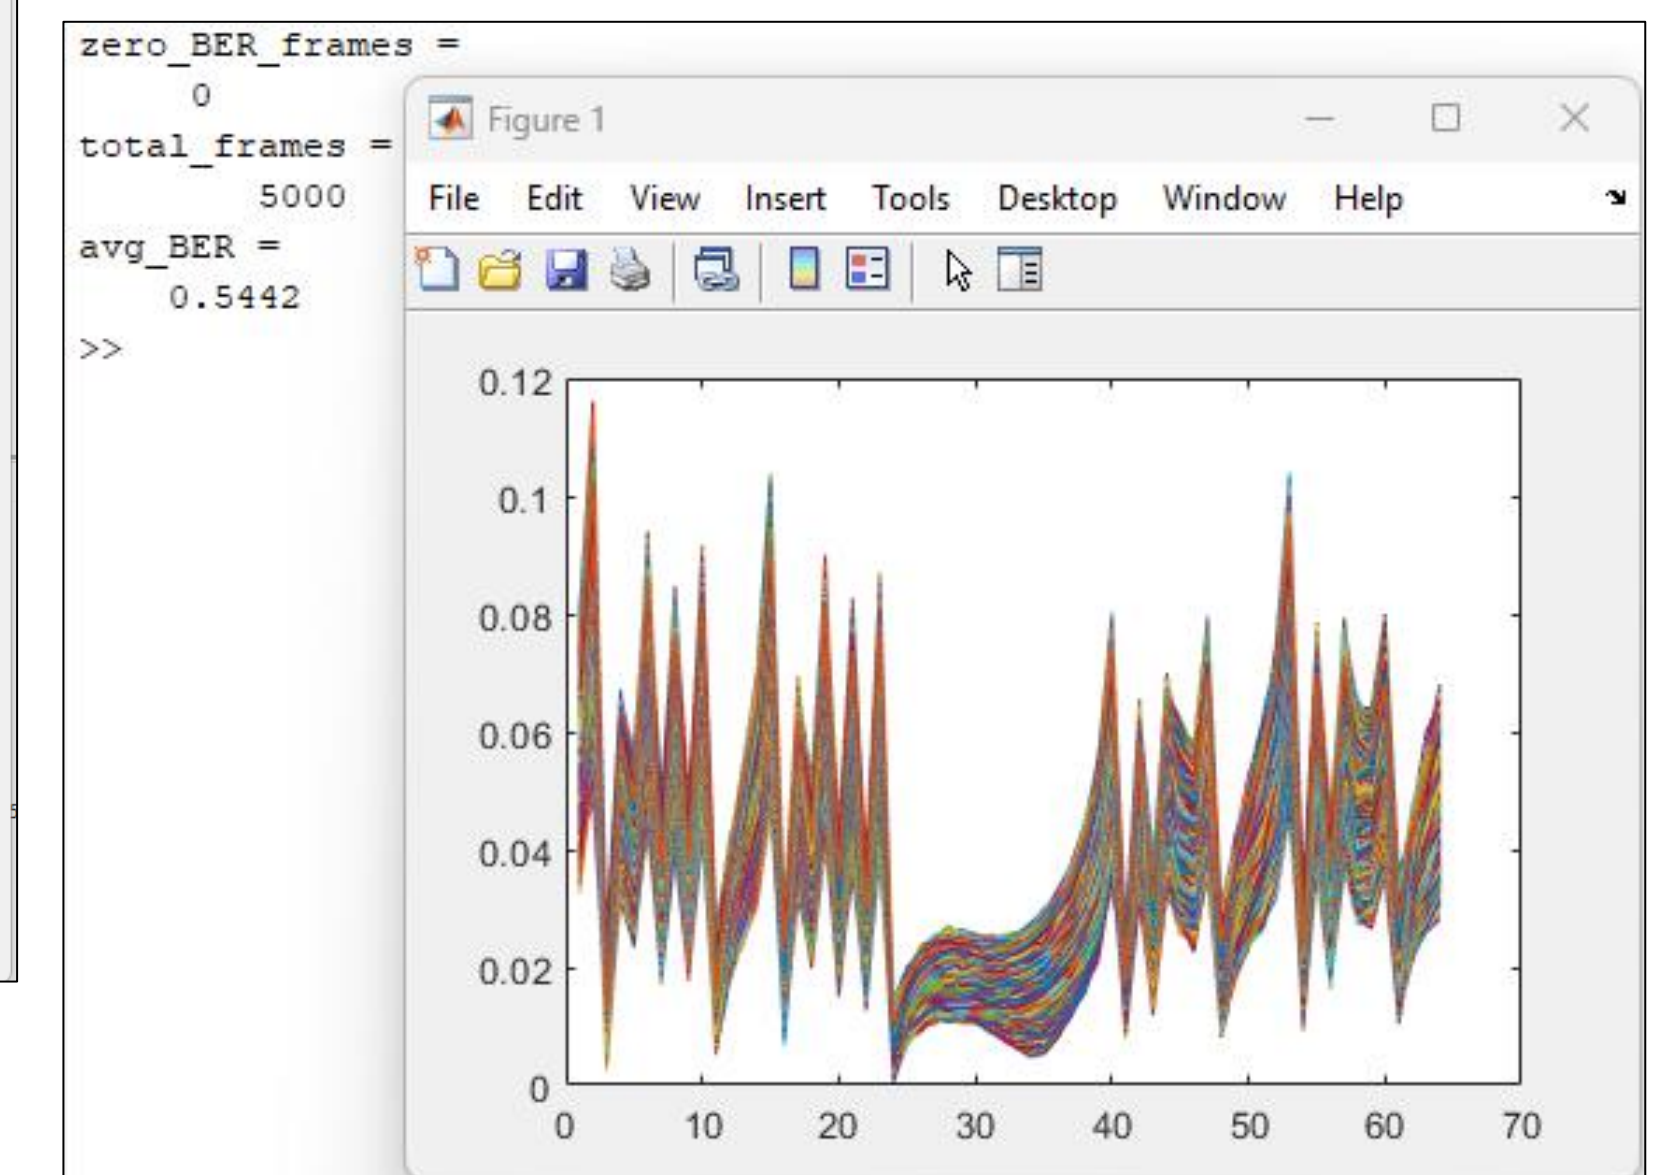 zero_BER_frames =
0
total_frames =
5000
avg_BER =
0.5442
>>
Figure 1
File Edit View Insert Tools Desktop Window Help
0.12
0.1
0.08
0.06
0.04
0.02
0
0 10 20 30 40 50 60 70